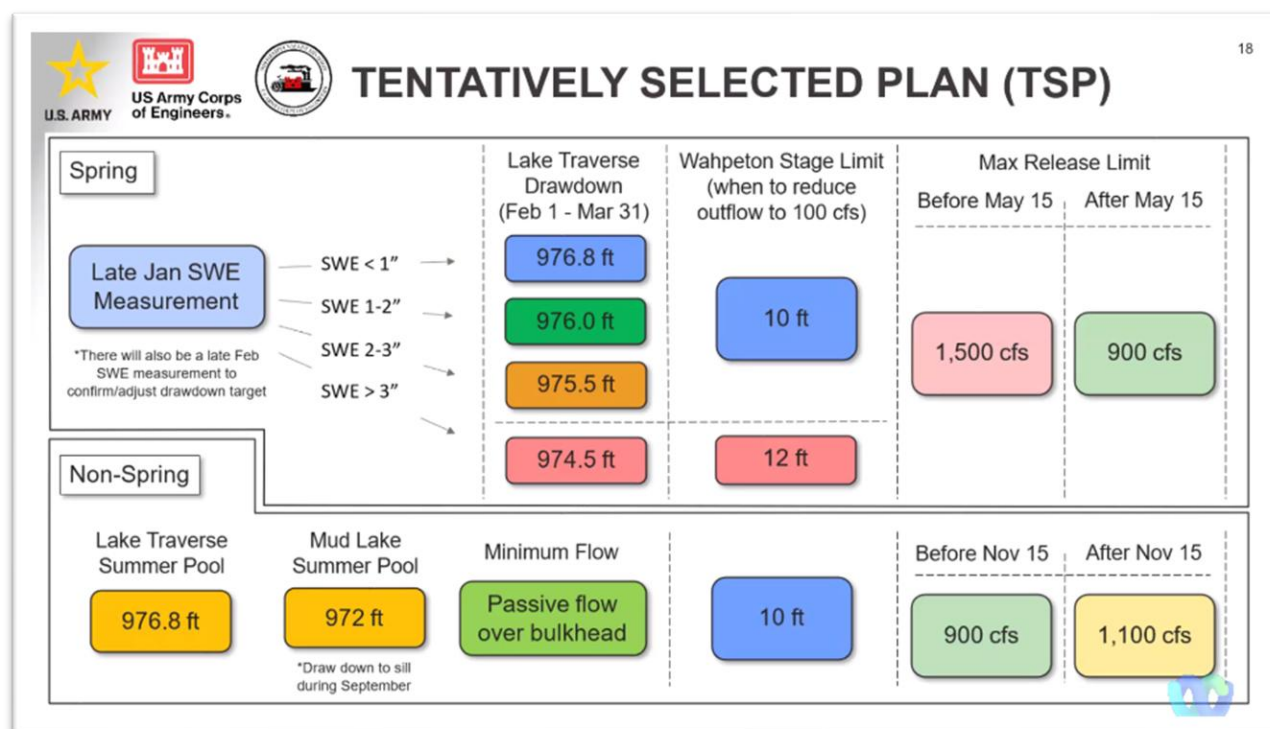 18
U.S. ARMY
US Army Corps
of Engineers®
TENTATIVELY SELECTED PLAN (TSP)
Spring
Late Jan SWE
Measurement
*There will also be a late Feb
SWE measurement to
confirm/adjust drawdown target
SWE < 1”
SWE 1-2”
SWE 2-3”
SWE > 3”
Lake Traverse
Drawdown
(Feb 1 - Mar 31)
976.8 ft
976.0 ft
975.5 ft
974.5 ft
Wahpeton Stage Limit
(when to reduce
outflow to 100 cfs)
10 ft
12 ft
Max Release Limit
Before May 15
After May 15
1,500 cfs
900 cfs
Non-Spring
Lake Traverse
Summer Pool
976.8 ft
Mud Lake
Summer Pool
972 ft
*Draw down to sill
during September
Minimum Flow
Passive flow
over bulkhead
10 ft
Before Nov 15
After Nov 15
900 cfs
1,100 cfs